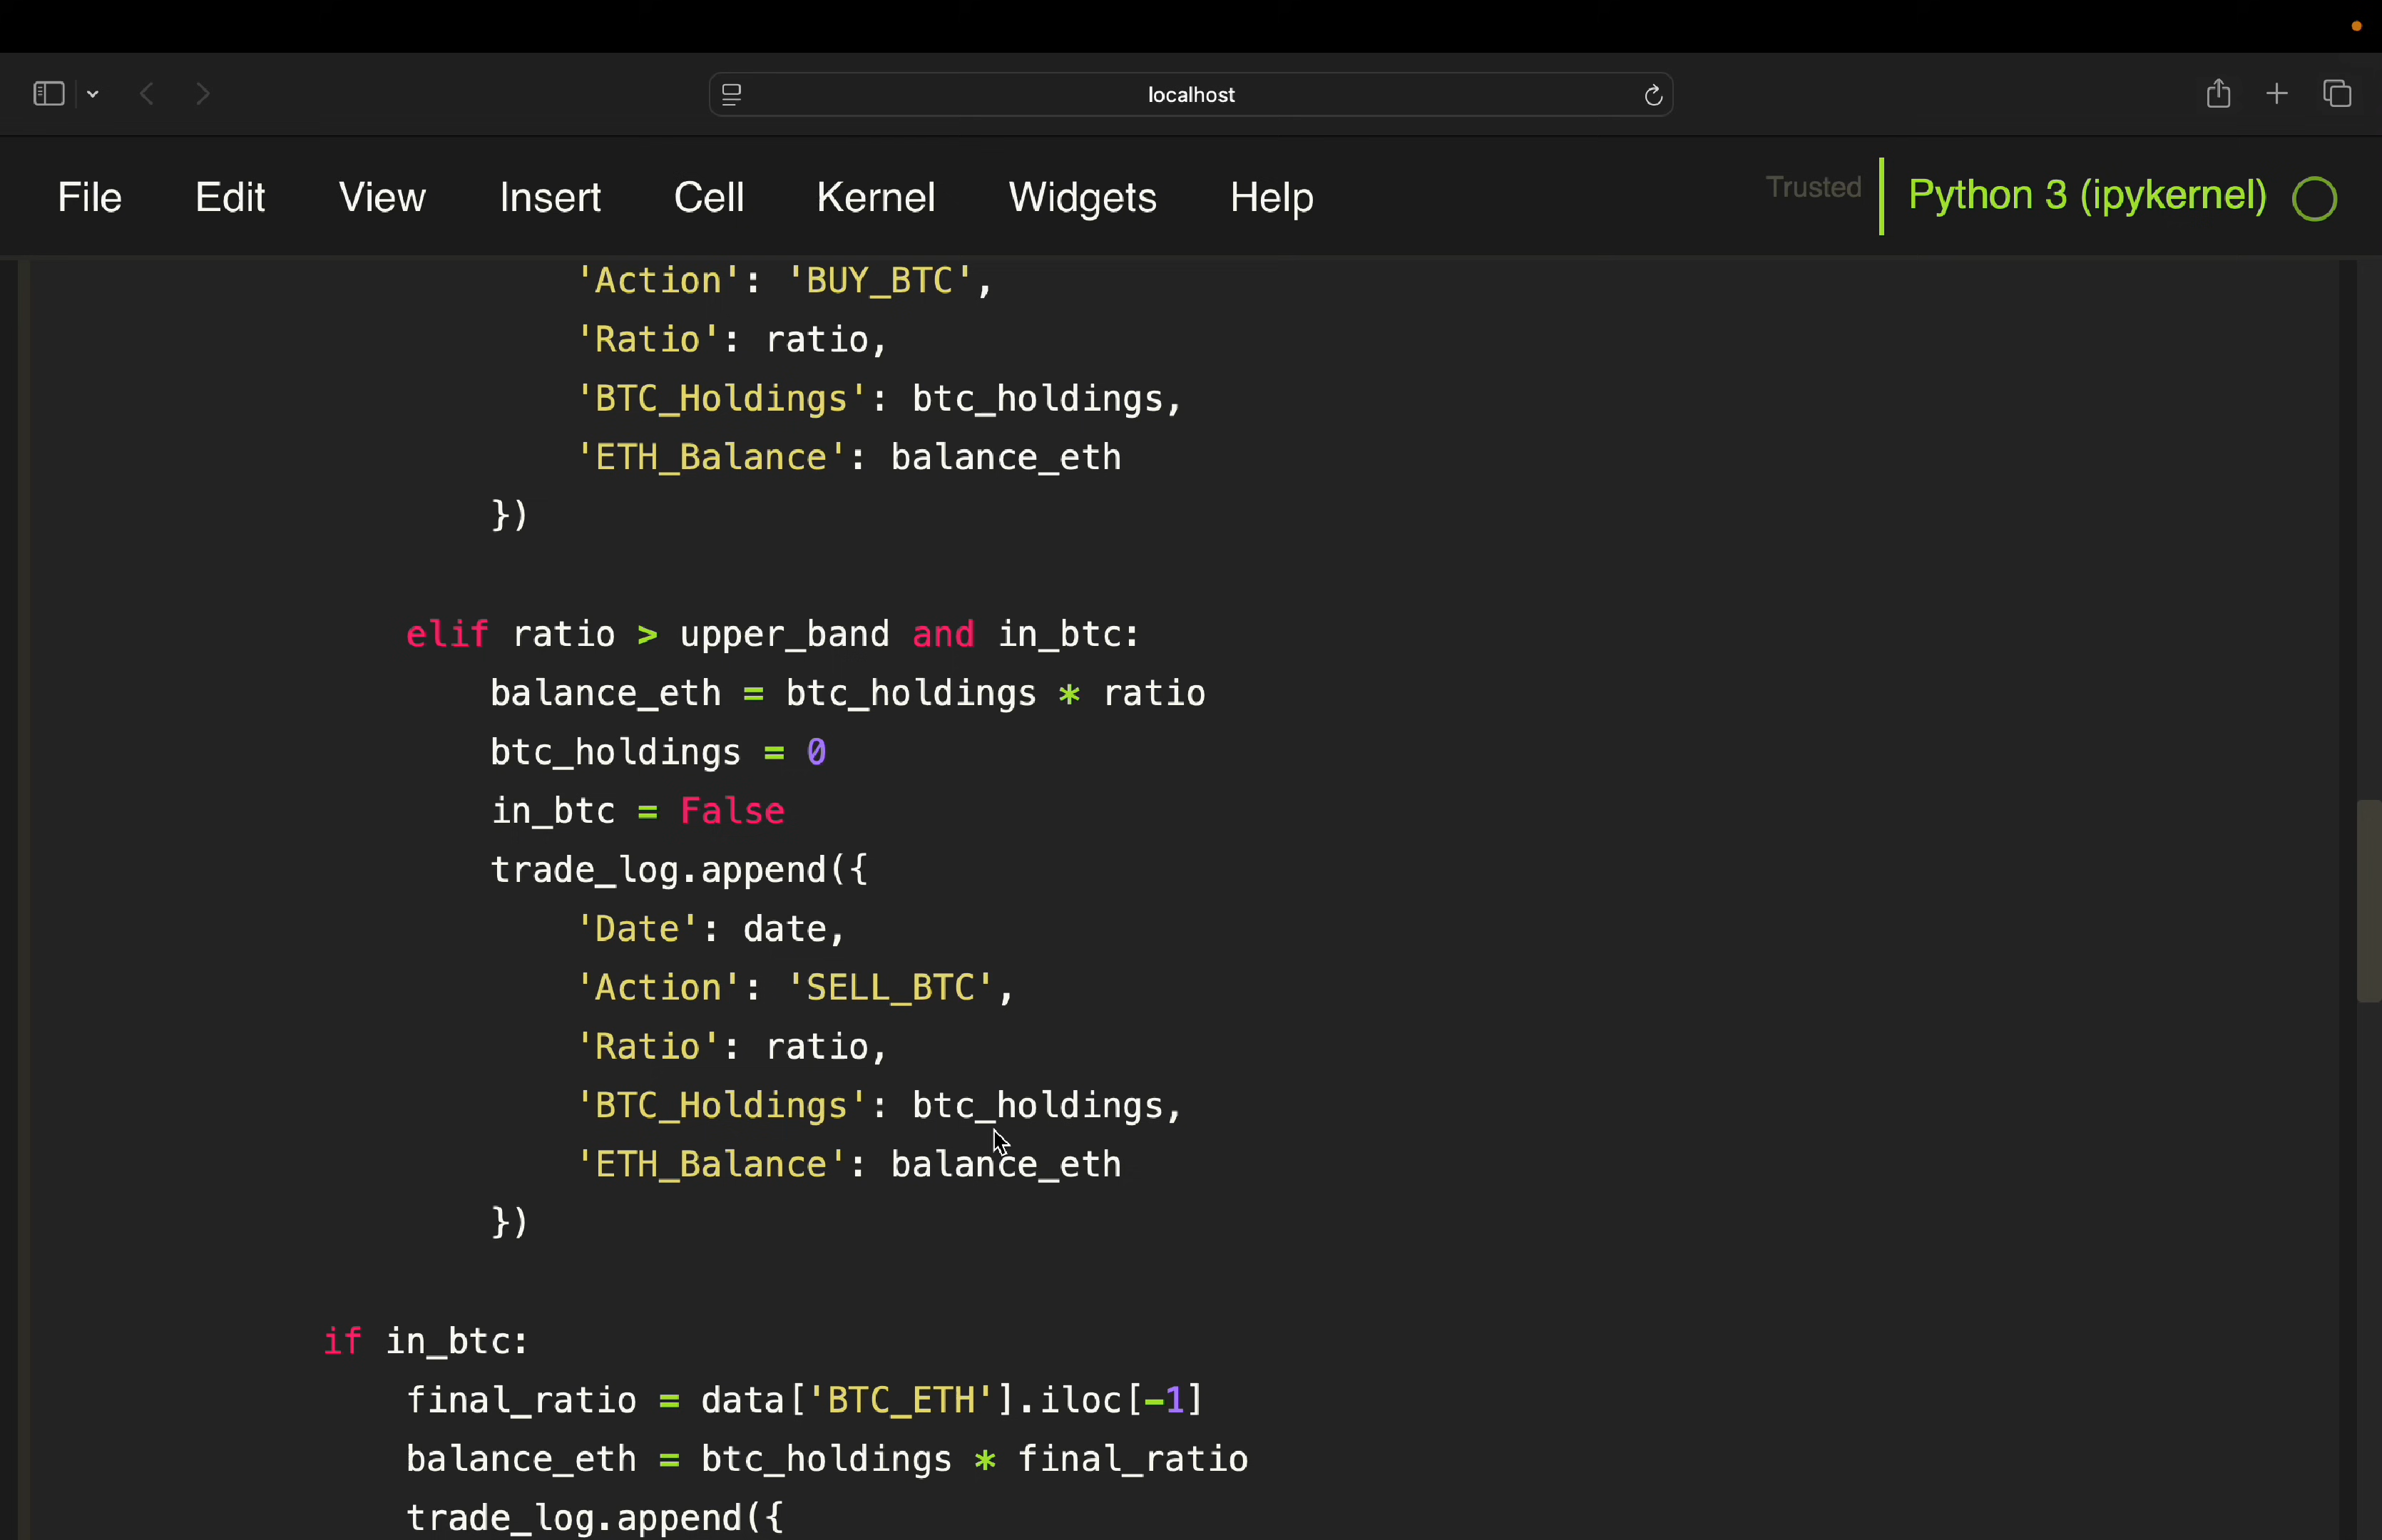 localhost
File Edit View Insert Cell Kernel Widgets Help Trusted Python 3 (ipykernel)
'Action': 'BUY_BTC',
'Ratio': ratio,
'BTC_Holdings': btc_holdings,
'ETH_Balance': balance_eth
})
elif ratio > upper_band and in_btc:
balance_eth = btc_holdings * ratio
btc_holdings = 0
in_btc = False
trade_log.append({
'Date': date,
'Action': 'SELL_BTC',
'Ratio': ratio,
'BTC_Holdings': btc_holdings,
'ETH_Balance': balance_eth
})
if in_btc:
final_ratio = data['BTC_ETH'].iloc[-1]
balance_eth = btc_holdings * final_ratio
trade_log.append({